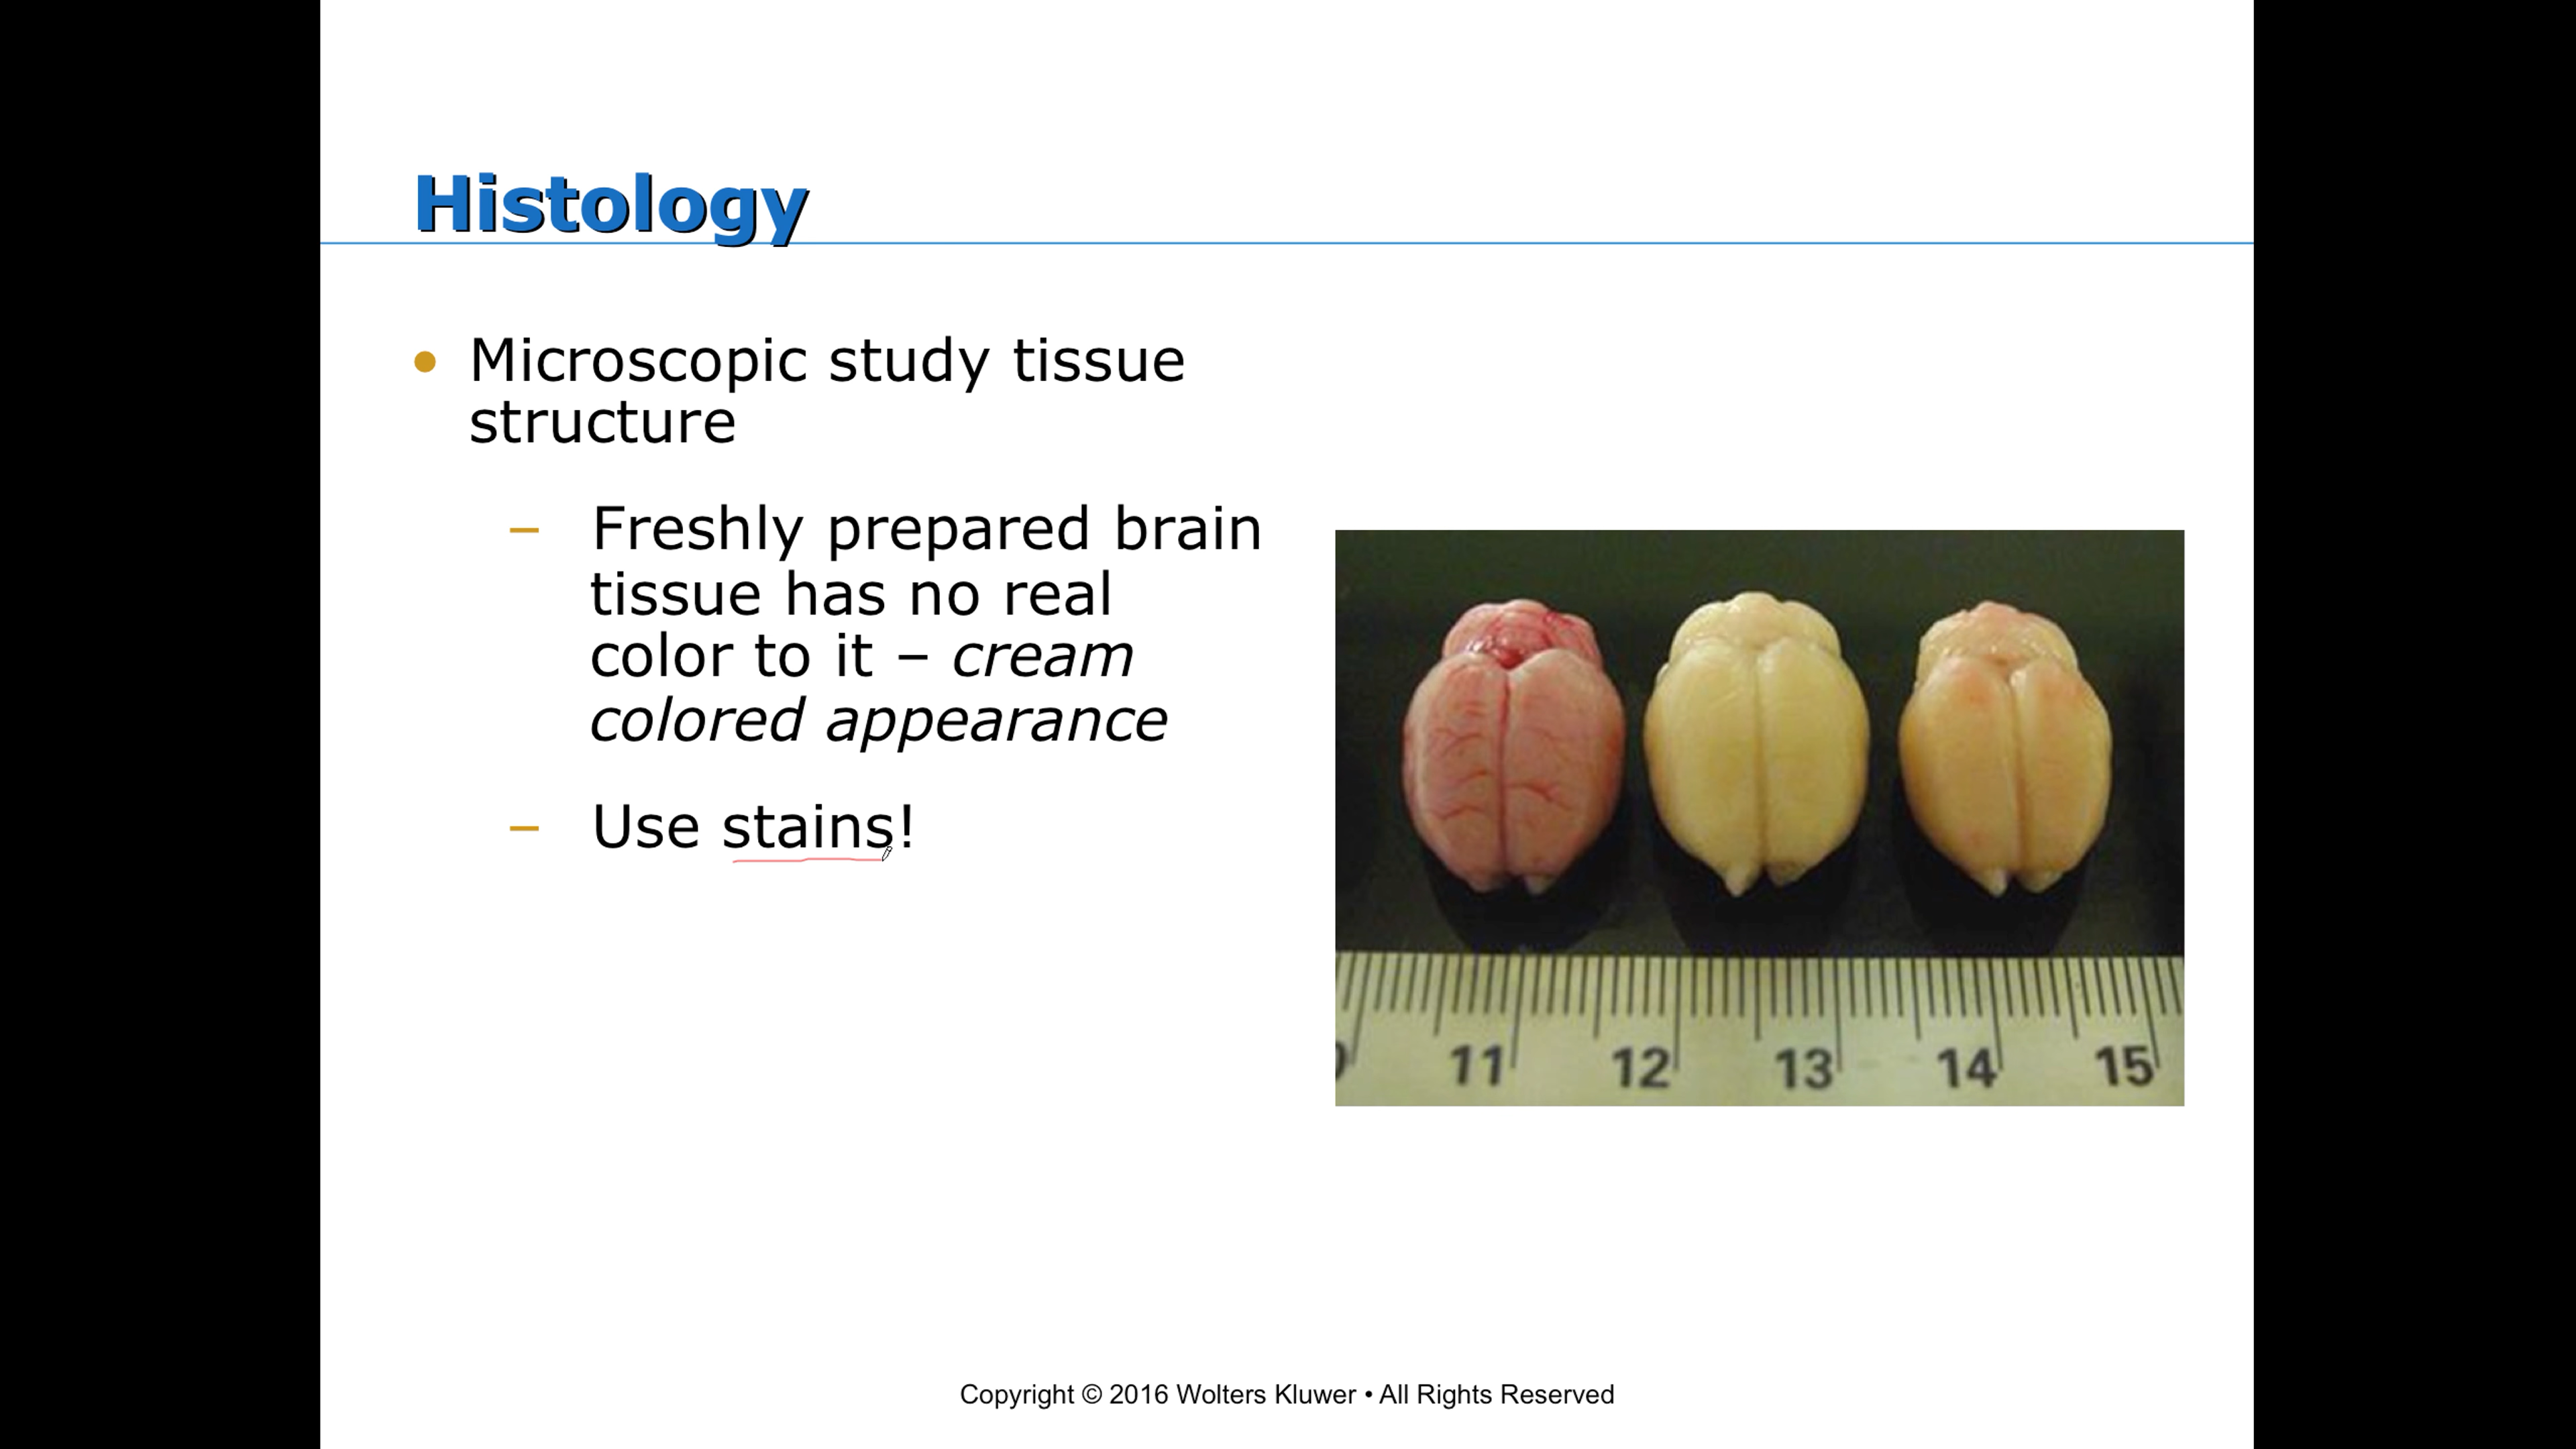 Histology
• Microscopic study tissue
structure
– Freshly prepared brain
tissue has no real
color to it – cream
colored appearance
– Use stains!
11 12 13 14 15
Copyright © 2016 Wolters Kluwer • All Rights Reserved